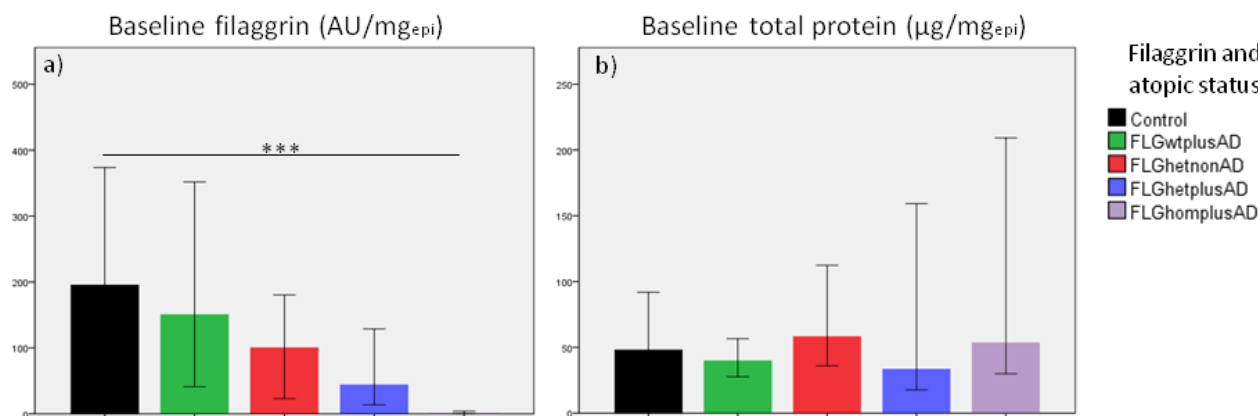 Baseline filaggrin (AU/mgepi)
Baseline total protein (µg/mgepi)
a)
b)
500
400
300
200
100
0
***
250
200
150
100
50
0
Filaggrin and
atopic status
Control
FLGwtplusAD
FLGhetnonAD
FLGhetplusAD
FLGhomplusAD